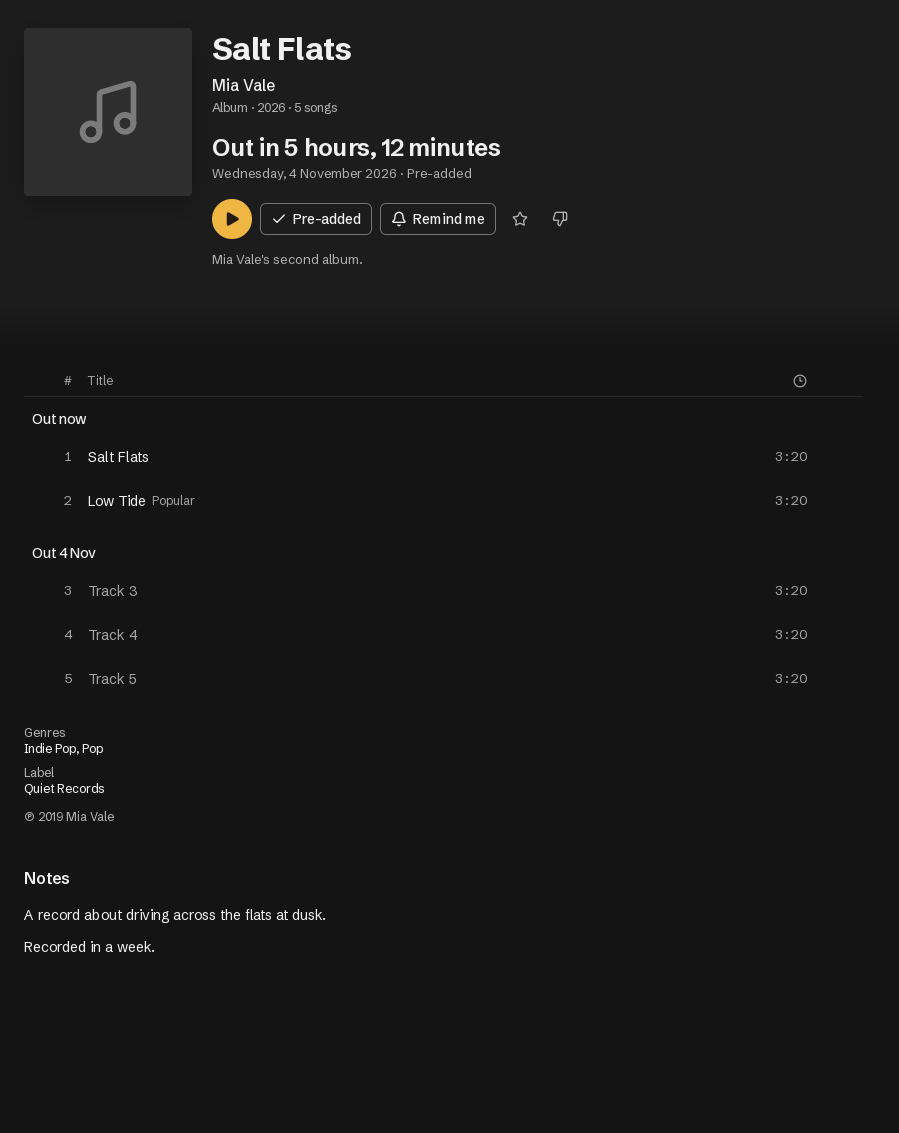 Salt Flats
Mia Vale
Album · 2026 · 5 songs
Out in 5 hours, 12 minutes
Wednesday, 4 November 2026 · Pre-added
Pre-added
Remind me
Mia Vale's second album.
# Title
Out now
1 Salt Flats 3:20
2 Low Tide Popular 3:20
Out 4 Nov
3 Track 3 3:20
4 Track 4 3:20
5 Track 5 3:20
Genres
Indie Pop, Pop
Label
Quiet Records
℗ 2019 Mia Vale
Notes
A record about driving across the flats at dusk.
Recorded in a week.